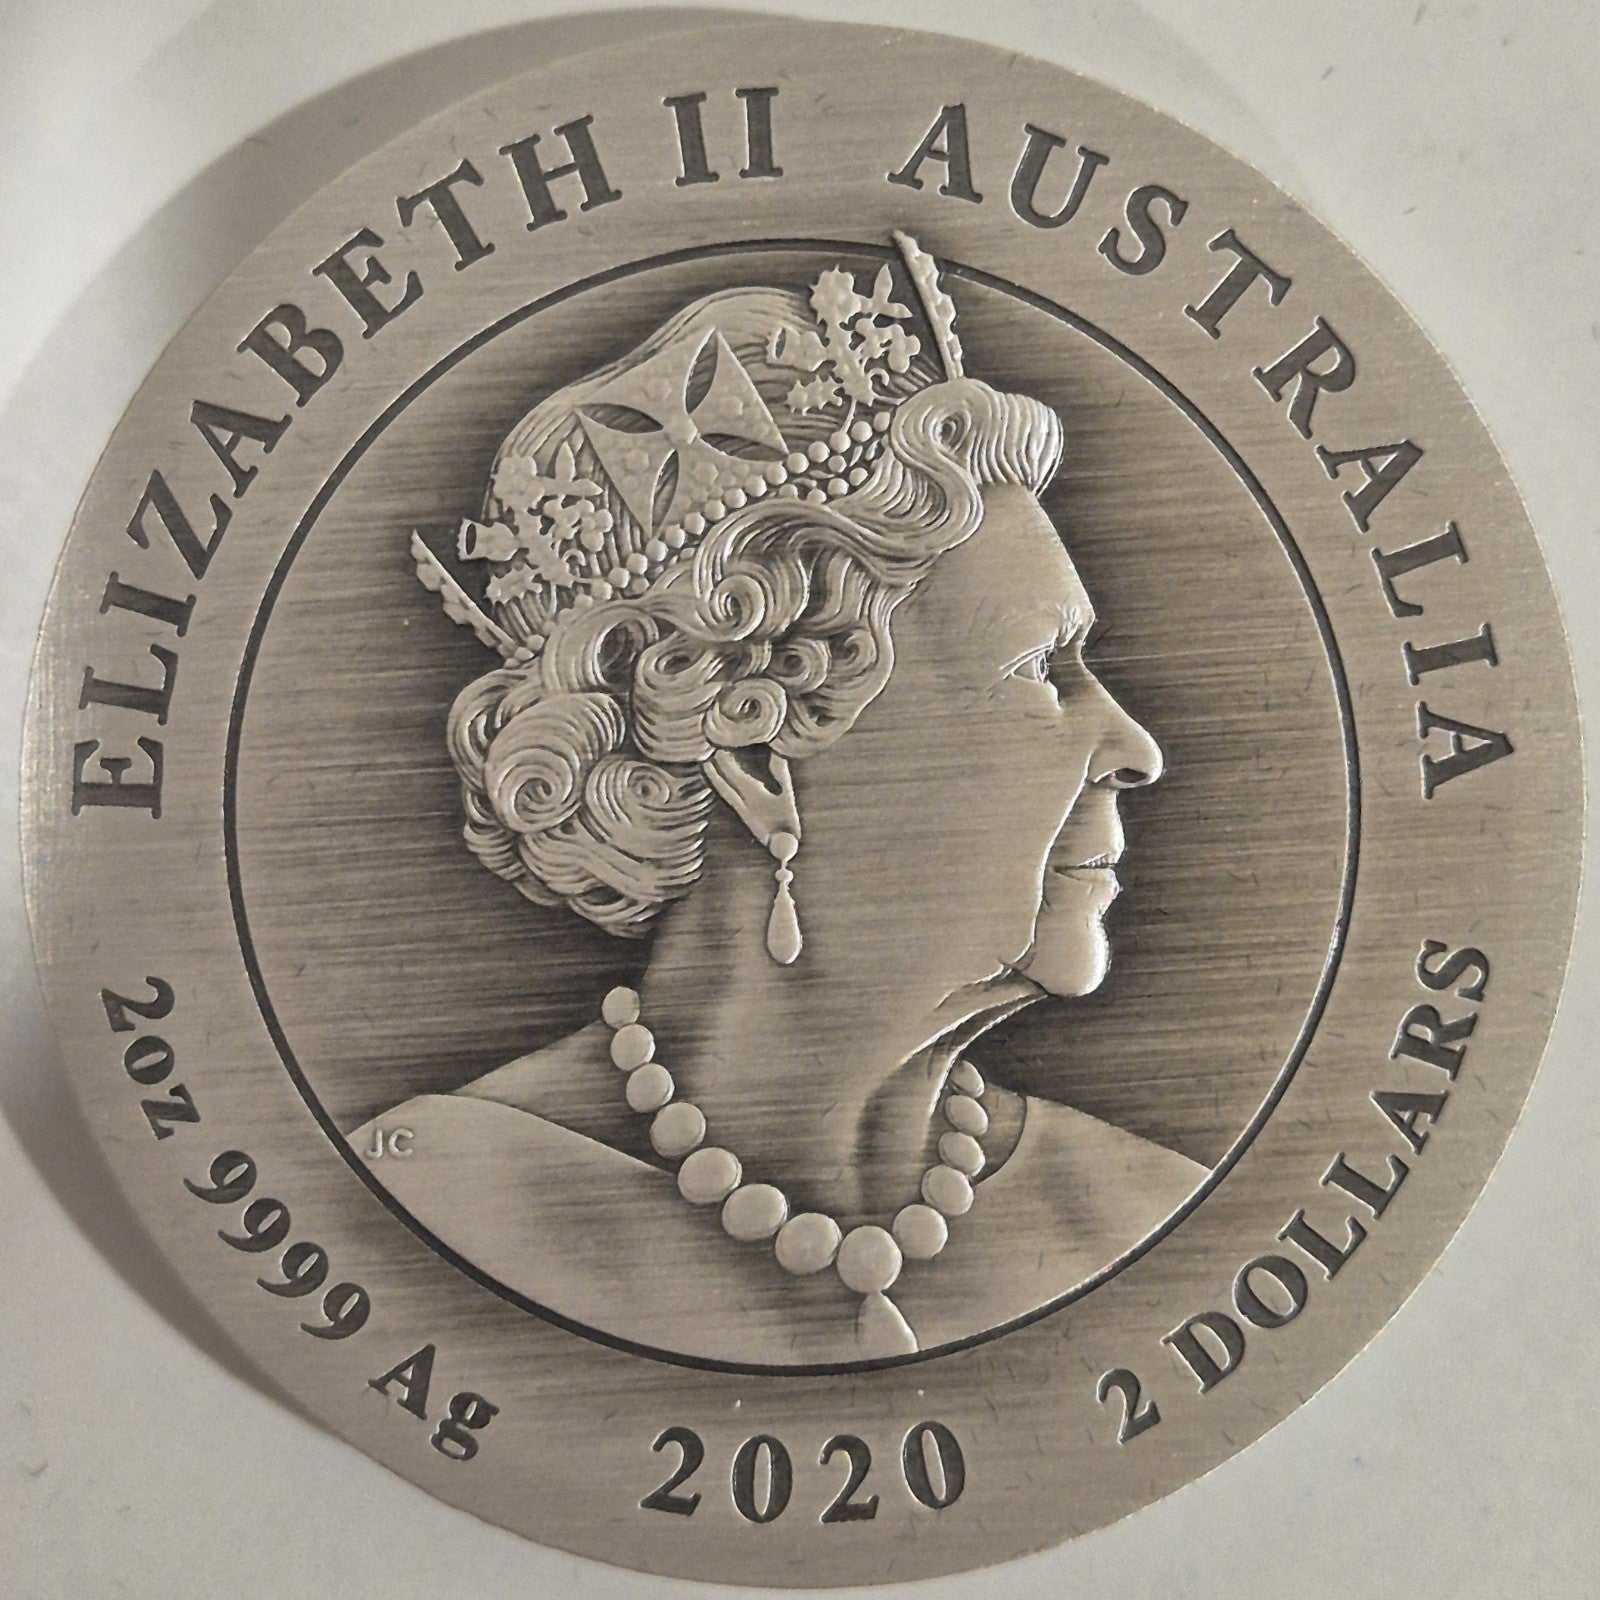 ELIZABETH II AUSTRALIA
JC
2oz 9999 Ag 2020 2 DOLLARS